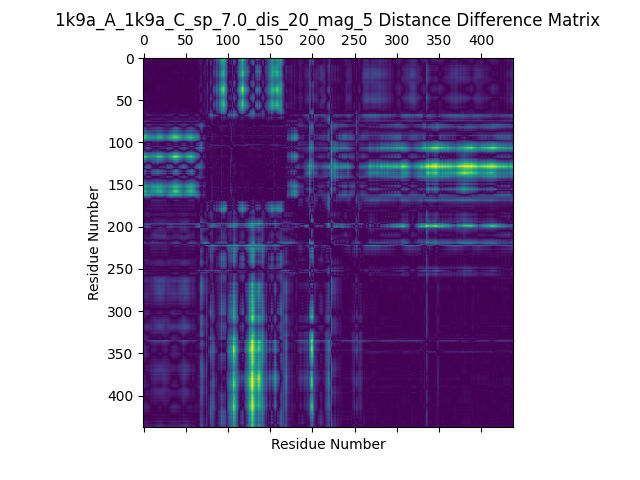 1k9a_A_1k9a_C_sp_7.0_dis_20_mag_5 Distance Difference Matrix
0 50 100 150 200 250 300 350 400
0
50
100
150
200
250
300
350
400
Residue Number
Residue Number